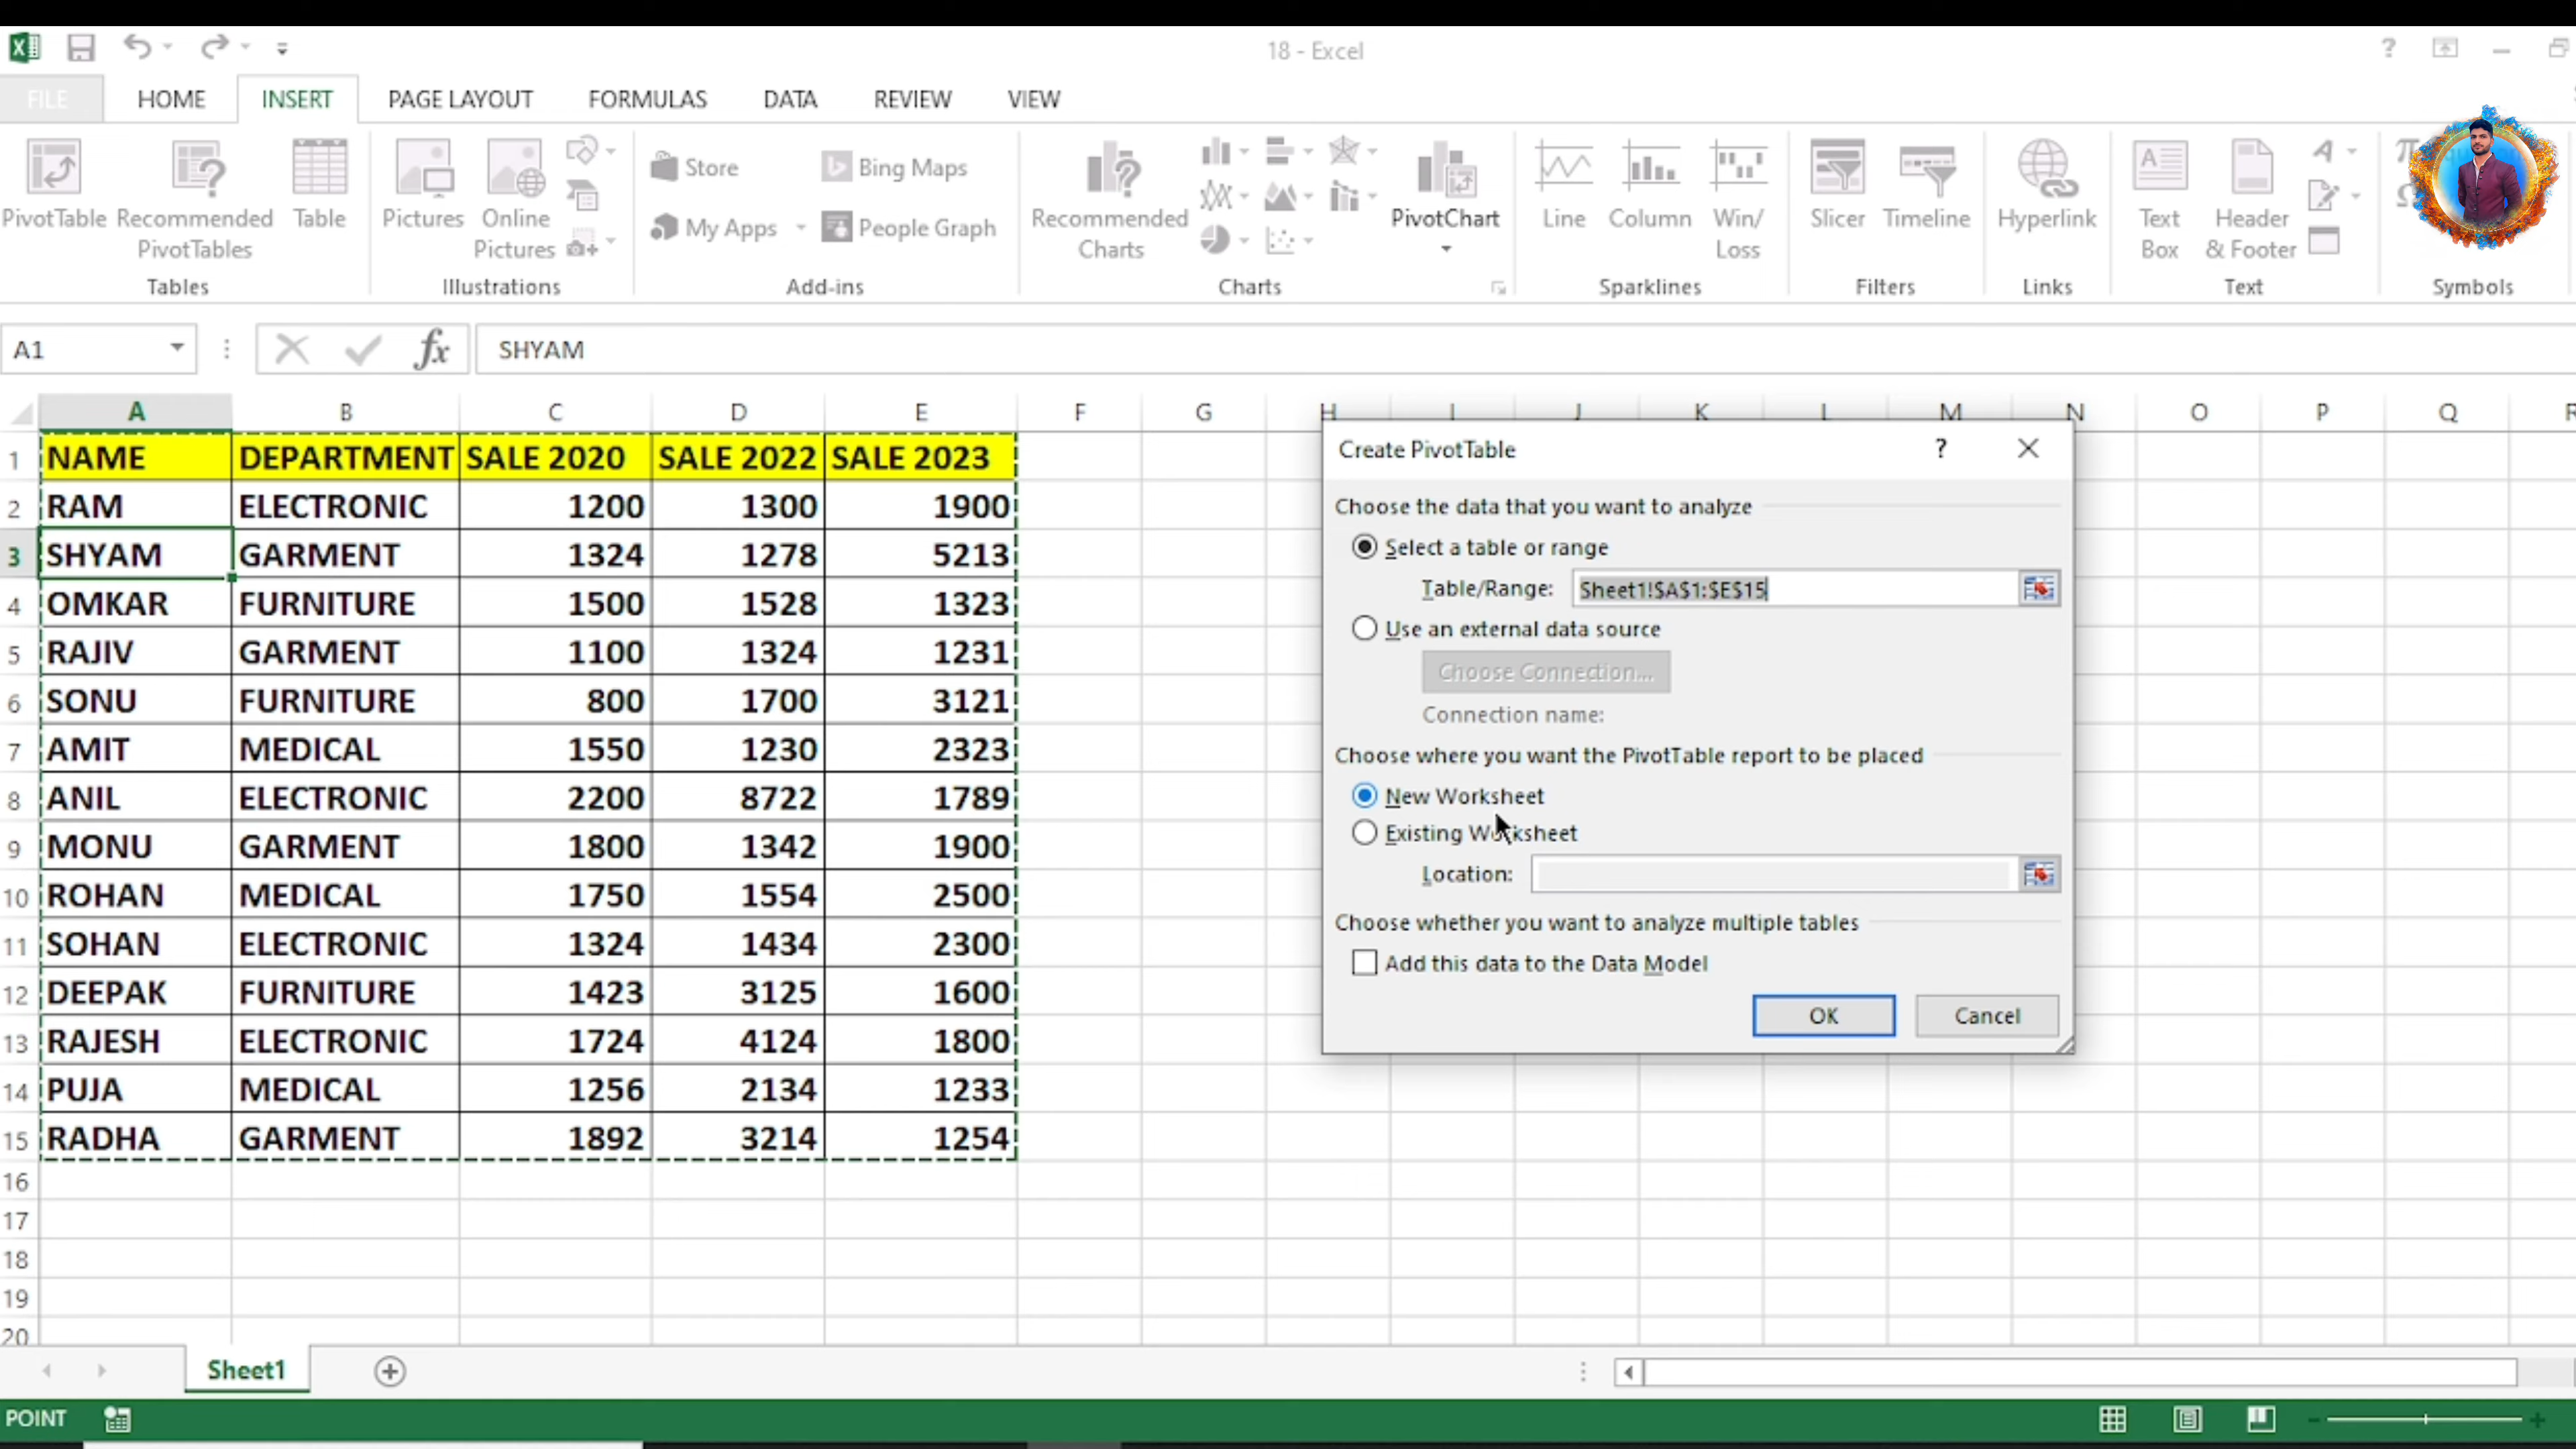 18 - Excel
FILE HOME INSERT PAGE LAYOUT FORMULAS DATA REVIEW VIEW
PivotTable Recommended PivotTables Table Pictures Online Pictures Store My Apps Bing Maps People Graph Recommended Charts PivotChart Line Column Win/ Loss Slicer Timeline Hyperlink Text Box Header & Footer
Tables Illustrations Add-ins Charts Sparklines Filters Links Text Symbols
A1 fx SHYAM
A B C D E F G H I J K L M N O P Q R
1 NAME DEPARTMENT SALE 2020 SALE 2022 SALE 2023
2 RAM ELECTRONIC 1200 1300 1900
3 SHYAM GARMENT 1324 1278 5213
4 OMKAR FURNITURE 1500 1528 1323
5 RAJIV GARMENT 1100 1324 1231
6 SONU FURNITURE 800 1700 3121
7 AMIT MEDICAL 1550 1230 2323
8 ANIL ELECTRONIC 2200 8722 1789
9 MONU GARMENT 1800 1342 1900
10 ROHAN MEDICAL 1750 1554 2500
11 SOHAN ELECTRONIC 1324 1434 2300
12 DEEPAK FURNITURE 1423 3125 1600
13 RAJESH ELECTRONIC 1724 4124 1800
14 PUJA MEDICAL 1256 2134 1233
15 RADHA GARMENT 1892 3214 1254
16
17
18
19
20
Create PivotTable ?
Choose the data that you want to analyze
Select a table or range
Table/Range: Sheet1!$A$1:$E$15
Use an external data source
Choose Connection...
Connection name:
Choose where you want the PivotTable report to be placed
New Worksheet
Existing Worksheet
Location:
Choose whether you want to analyze multiple tables
Add this data to the Data Model
OK Cancel
Sheet1
POINT